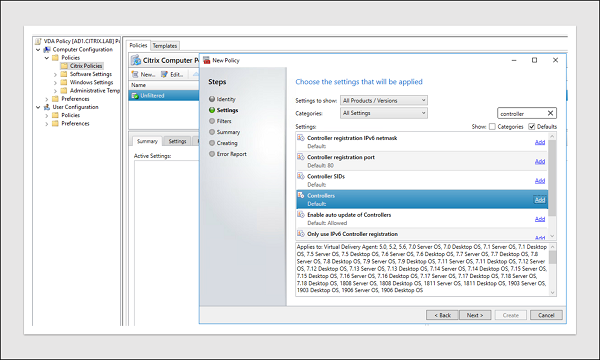 VDA Policy [AD1.CITRIX.LAB] Po
Computer Configuration
Policies
Citrix Policies
Software Settings
Windows Settings
Administrative Temp
Preferences
User Configuration
Policies
Preferences
Policies Templates
Citrix Computer Po
New... Edit...
Name
Unfiltered
Summary Settings
Active Settings:
New Policy
Steps
Identity
Settings
Filters
Summary
Creating
Error Report
Choose the settings that will be applied
Settings to show: All Products / Versions
Categories: All Settings controller
Settings: Show: Categories Defaults
Controller registration IPv6 netmask
Default: Add
Controller registration port
Default: 80 Add
Controller SIDs
Default: Add
Controllers
Default: Add
Enable auto update of Controllers
Default: Allowed Add
Only use IPv6 Controller registration Add
Applies to: Virtual Delivery Agent: 5.0, 5.2, 5.6, 7.0 Server OS, 7.0 Desktop OS, 7.1 Server OS, 7.1 Desktop
OS, 7.5 Server OS, 7.5 Desktop OS, 7.6 Server OS, 7.6 Desktop OS, 7.7 Server OS, 7.7 Desktop OS, 7.8
Server OS, 7.8 Desktop OS, 7.9 Server OS, 7.9 Desktop OS, 7.11 Server OS, 7.11 Desktop OS, 7.12 Server
OS, 7.12 Desktop OS, 7.13 Server OS, 7.13 Desktop OS, 7.14 Server OS, 7.14 Desktop OS, 7.15 Server OS,
7.15 Desktop OS, 7.16 Server OS, 7.16 Desktop OS, 7.17 Server OS, 7.17 Desktop OS, 7.18 Server OS,
7.18 Desktop OS, 1808 Server OS, 1808 Desktop OS, 1811 Server OS, 1811 Desktop OS, 1903 Server OS,
1903 Desktop OS, 1906 Server OS, 1906 Desktop OS
< Back Next > Create Cancel